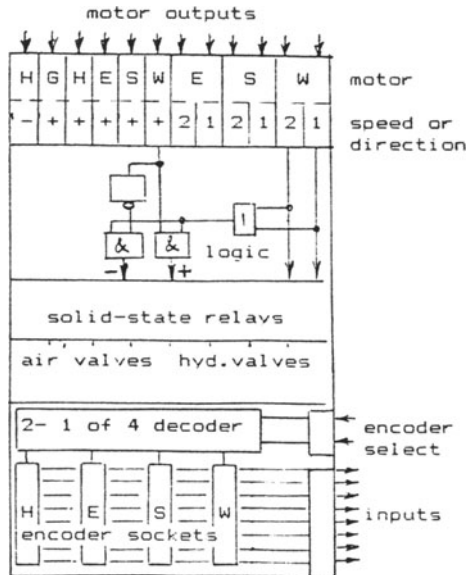 motor outputs
H G H E S W E S W motor
- + + + + + 2 1 2 1 2 1 speed or
direction
1
& & logic
- +
solid-state relays
air valves hyd.valves
2- 1 of 4 decoder encoder
select
H E S W inputs
encoder sockets